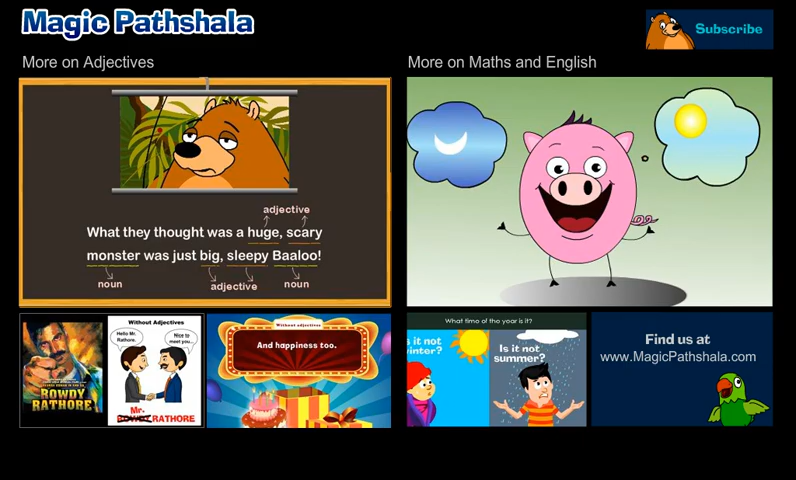 Magic Pathshala
Subscribe
More on Adjectives
More on Maths and English
adjective
What they thought was a huge, scary
monster was just big, sleepy Baaloo!
noun
adjective
noun
ROWDY
RATHORE
Without Adjectives
Hello Mr.
Rathore.
Nice to
meet you..
Mr.
ROWDY RATHORE
Without adjectives
And happiness too.
What time of the year is it?
is it not
winter?
Is it not
summer?
Find us at
www.MagicPathshala.com